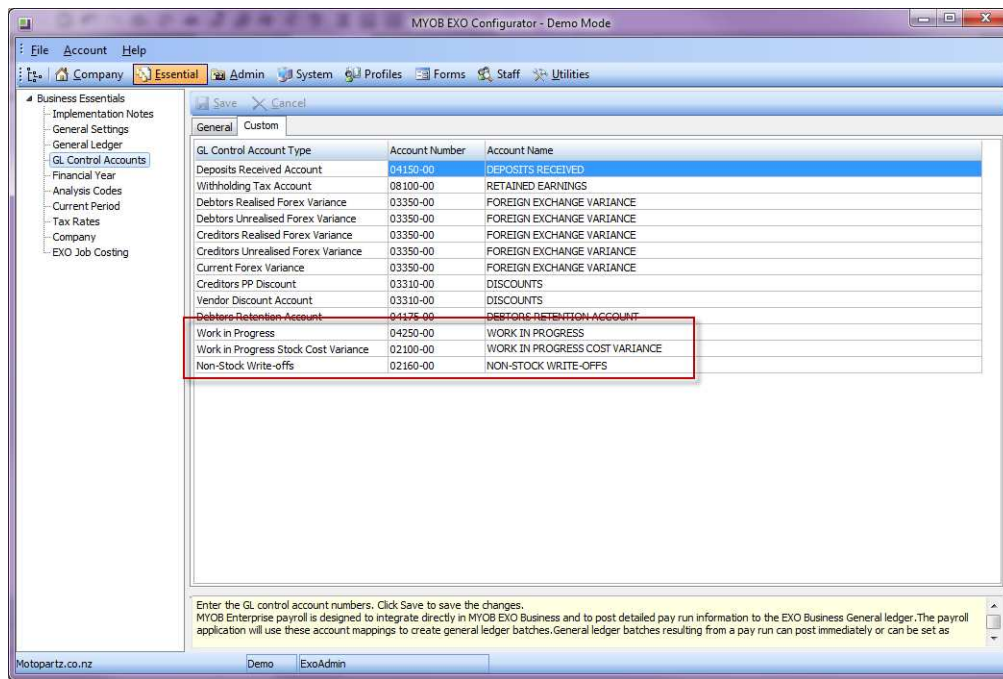 MYOB EXO Configurator - Demo Mode
File Account Help
Company Essential Admin System Profiles Forms Staff Utilities
Business Essentials
Implementation Notes
General Settings
General Ledger
GL Control Accounts
Financial Year
Analysis Codes
Current Period
Tax Rates
Company
EXO Job Costing
Save Cancel
General Custom
GL Control Account Type Account Number Account Name
Deposits Received Account 04150-00 DEPOSITS RECEIVED
Withholding Tax Account 08100-00 RETAINED EARNINGS
Debtors Realised Forex Variance 03350-00 FOREIGN EXCHANGE VARIANCE
Debtors Unrealised Forex Variance 03350-00 FOREIGN EXCHANGE VARIANCE
Creditors Realised Forex Variance 03350-00 FOREIGN EXCHANGE VARIANCE
Creditors Unrealised Forex Variance 03350-00 FOREIGN EXCHANGE VARIANCE
Current Forex Variance 03350-00 FOREIGN EXCHANGE VARIANCE
Creditors PP Discount 03310-00 DISCOUNTS
Vendor Discount Account 03310-00 DISCOUNTS
Debtors Retention Account 04175-00 DEBTORS RETENTION ACCOUNT
Work in Progress 04250-00 WORK IN PROGRESS
Work in Progress Stock Cost Variance 02100-00 WORK IN PROGRESS COST VARIANCE
Non-Stock Write-offs 02160-00 NON-STOCK WRITE-OFFS
Enter the GL control account numbers. Click Save to save the changes.
MYOB Enterprise payroll is designed to integrate directly in MYOB EXO Business and to post detailed pay run information to the EXO Business General ledger.The payroll
application will use these account mappings to create general ledger batches.General ledger batches resulting from a pay run can post immediately or can be set as
Motopartz.co.nz Demo ExoAdmin